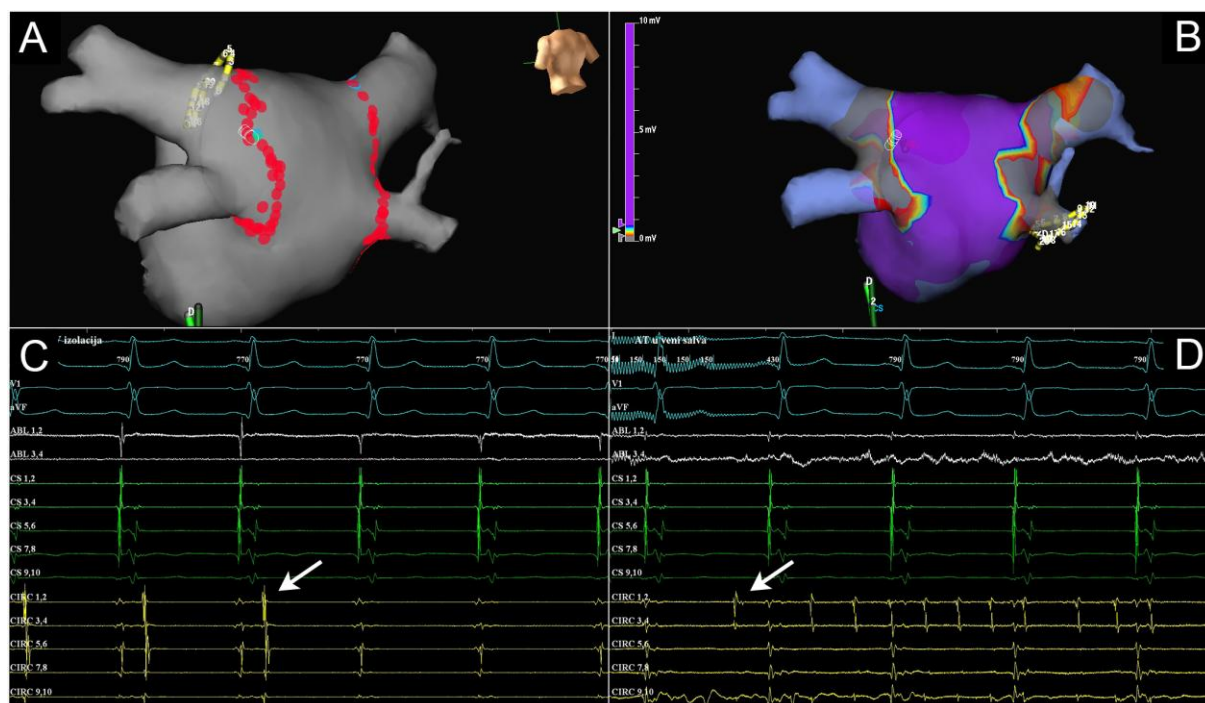 A
B
10 mV
5 mV
0 mV
D
D
2
CS
C
izolacija
790
770
770
770
V1
aVF
ABL 1,2
ABL 3,4
CS 1,2
CS 3,4
CS 5,6
CS 7,8
CS 9,10
CIRC 1,2
CIRC 3,4
CIRC 5,6
CIRC 7,8
CIRC 9,10
D
AT u veni salva
150
150
150
150
430
790
790
790
V1
aVF
ABL 1,2
ABL 3,4
CS 1,2
CS 3,4
CS 5,6
CS 7,8
CS 9,10
CIRC 1,2
CIRC 3,4
CIRC 5,6
CIRC 7,8
CIRC 9,10